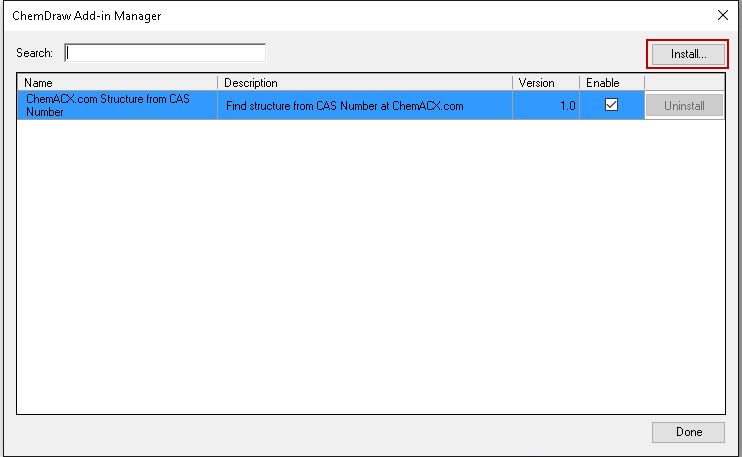 ChemDraw Add-in Manager
Search:
Install...
Name Description Version Enable
ChemACX.com Structure from CAS
Number
Find structure from CAS Number at ChemACX.com 1.0 Uninstall
Done